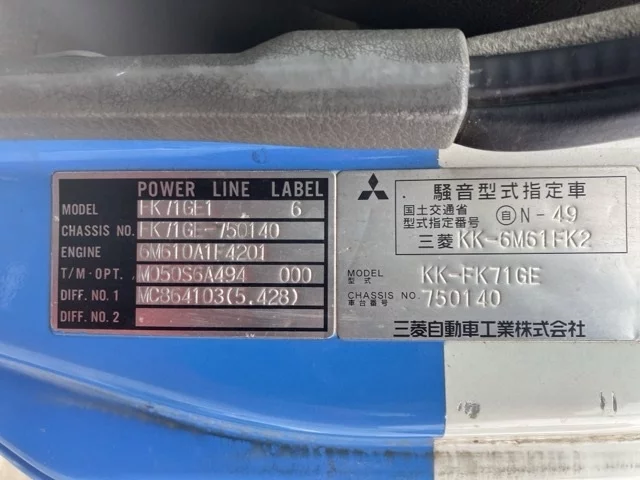 POWER LINE LABEL
MODEL FK71GE1 6
CHASSIS NO. FK71GE-750140
ENGINE 6M610A1F4201
T/M·OPT. M050S6A494 000
DIFF. NO. 1 MC864103(5.428)
DIFF. NO. 2
騒音型式指定車
国土交通省
型式指定番号 自N-49
三菱 KK-6M61FK2
MODEL KK-FK71GE
型式
CHASSIS NO. 750140
車台番号
三菱自動車工業株式会社